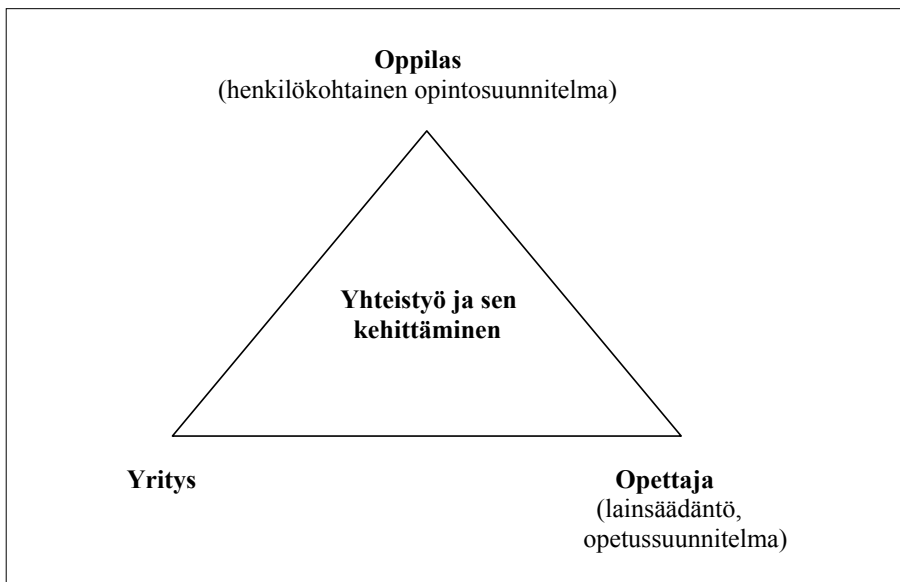 Oppilas
(henkilökohtainen opintosuunnitelma)
Yhteistyö ja sen
kehittäminen
Yritys
Opettaja
(lainsäädäntö,
opetussuunnitelma)